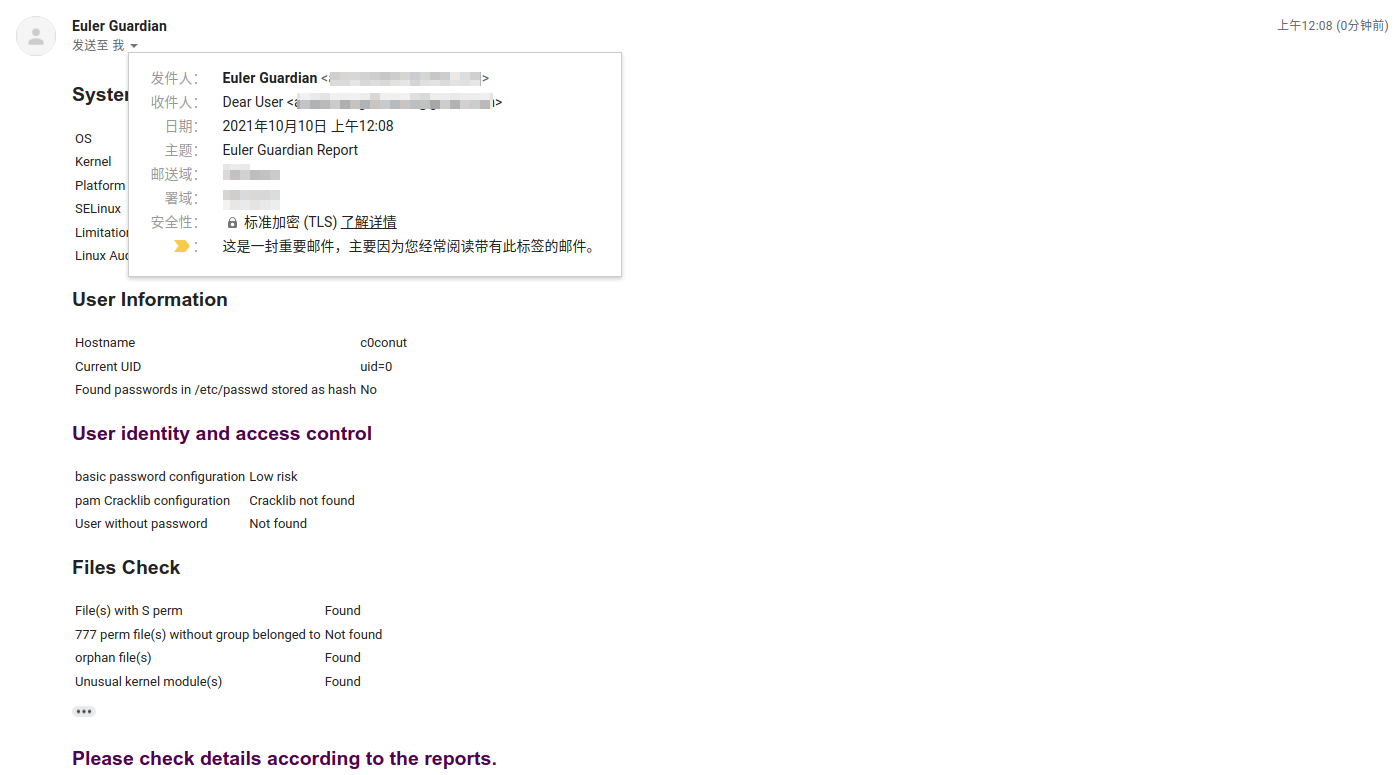 Euler Guardian
上午12:08 (0分钟前)
发送至 我
发件人： Euler Guardian < >
收件人： Dear User < >
日期： 2021年10月10日 上午12:08
主题： Euler Guardian Report
邮送域：
署域：
安全性： 标准加密 (TLS) 了解详情
： 这是一封重要邮件，主要因为您经常阅读带有此标签的邮件。
OS
Kernel
Platform
SELinux
User Information
Hostname c0conut
Current UID uid=0
Found passwords in /etc/passwd stored as hash No
User identity and access control
basic password configuration Low risk
pam Cracklib configuration Cracklib not found
User without password Not found
Files Check
File(s) with S perm Found
777 perm file(s) without group belonged to Not found
orphan file(s) Found
Unusual kernel module(s) Found
Please check details according to the reports.